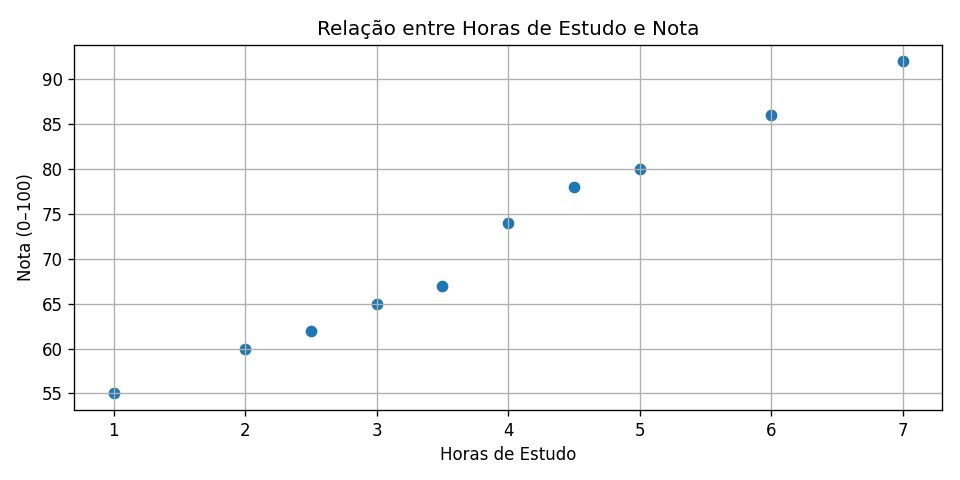 Relação entre Horas de Estudo e Nota
Nota (0–100)
90
85
80
75
70
65
60
55
1 2 3 4 5 6 7
Horas de Estudo